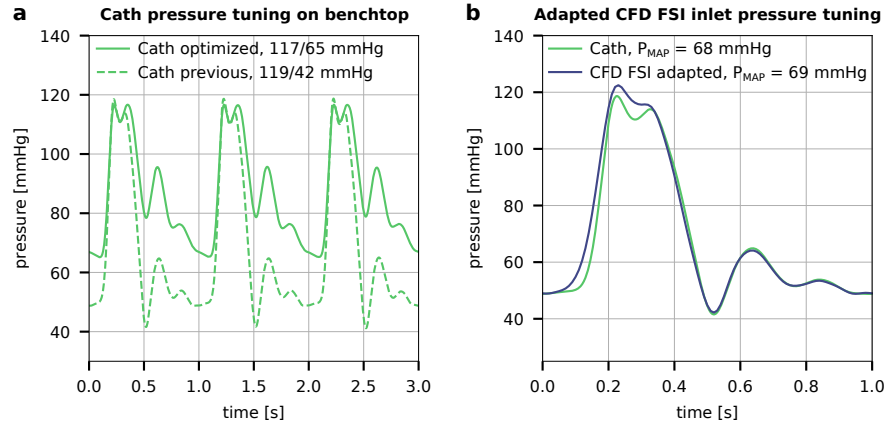 a
Cath pressure tuning on benchtop
140
120
100
80
60
40
pressure [mmHg]
Cath optimized, 117/65 mmHg
Cath previous, 119/42 mmHg
0.0 0.5 1.0 1.5 2.0 2.5 3.0
time [s]
b
Adapted CFD FSI inlet pressure tuning
140
120
100
80
60
40
pressure [mmHg]
Cath, PMAP = 68 mmHg
CFD FSI adapted, PMAP = 69 mmHg
0.0 0.2 0.4 0.6 0.8 1.0
time [s]